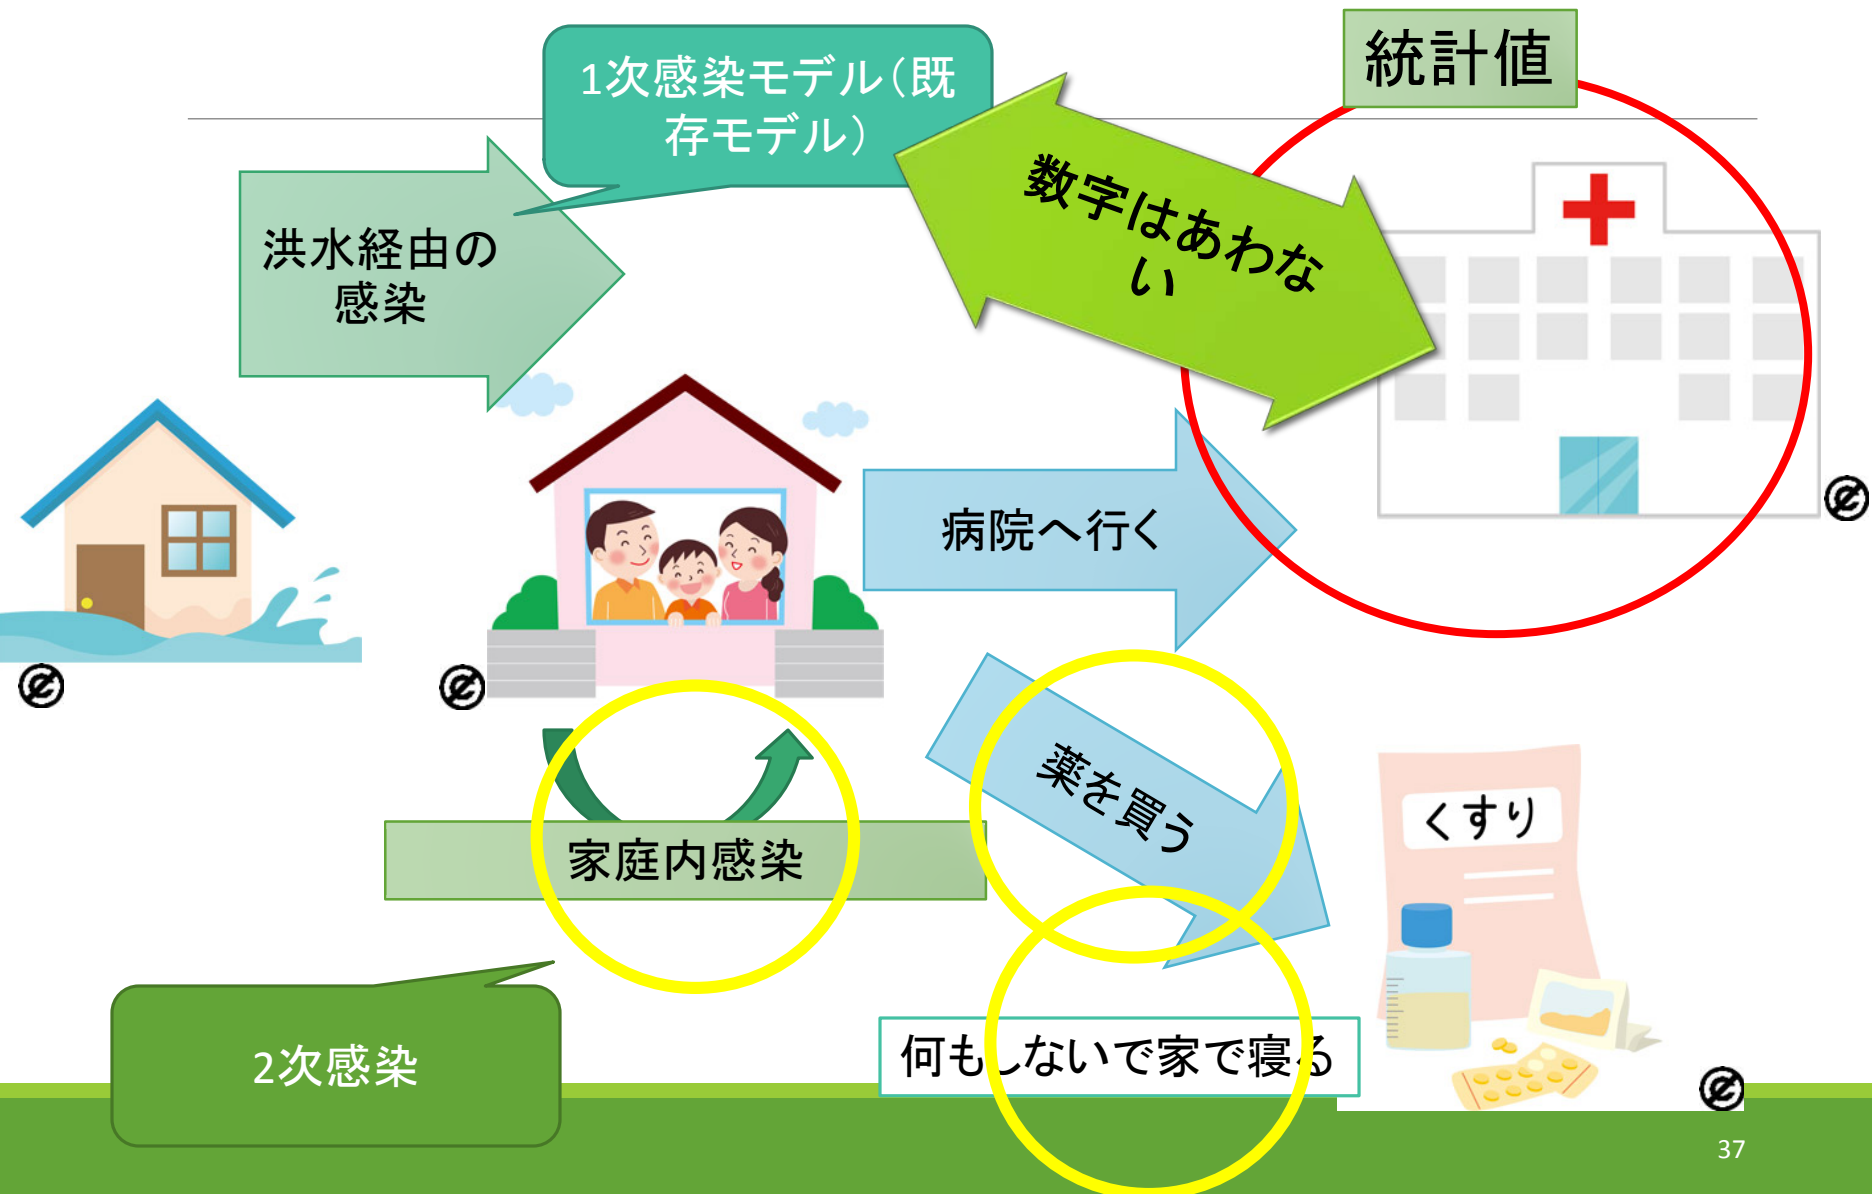 統計値
1次感染モデル（既
存モデル）
数字はあわな
い
洪水経由の
感染
病院へ行く
薬を買う
くすり
家庭内感染
何もしないで家で寝る
2次感染
37